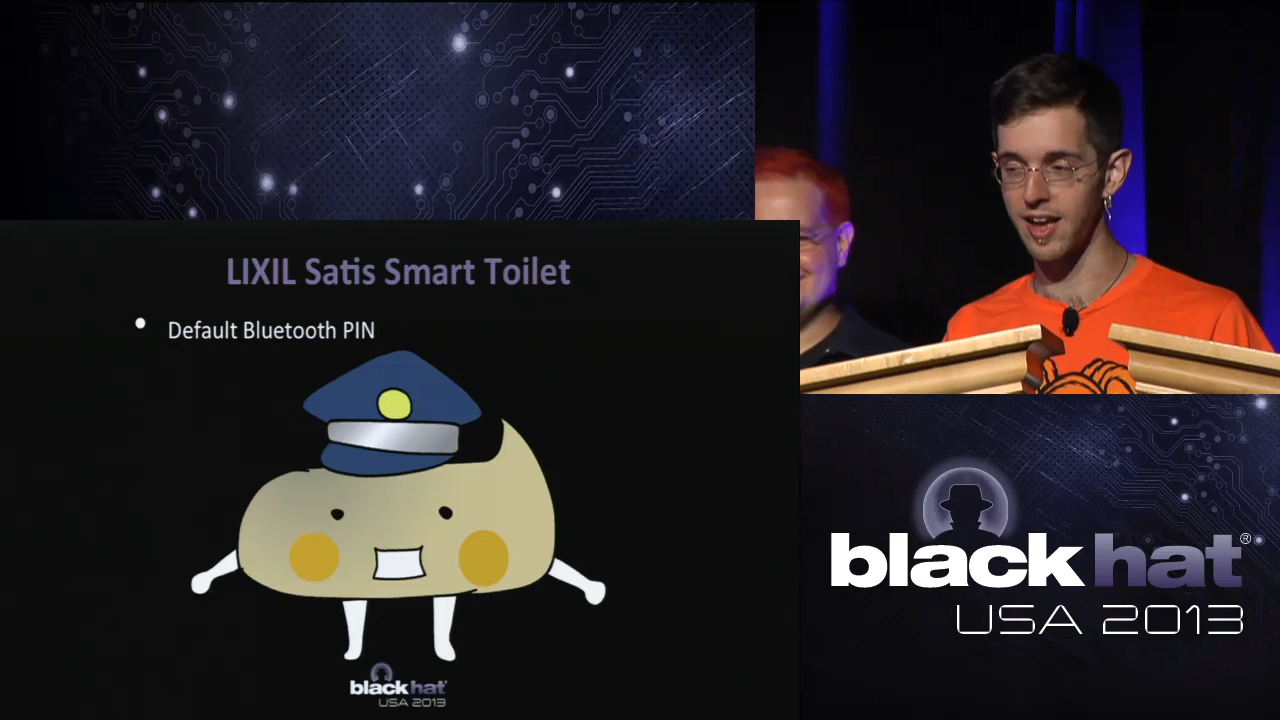 LIXIL Satis Smart Toilet
Default Bluetooth PIN
black hat
USA 2013
black hat®
USA 2013